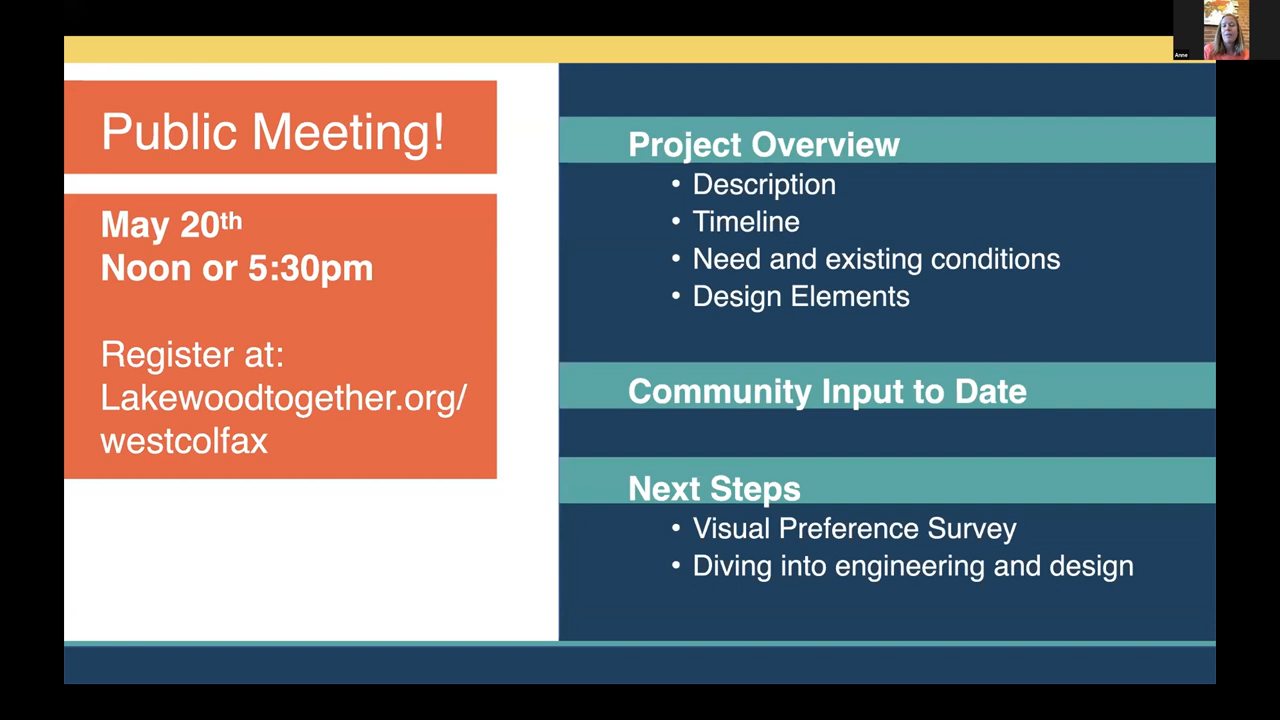 Public Meeting!
May 20th
Noon or 5:30pm
Register at:
Lakewoodtogether.org/
westcolfax
Project Overview
• Description
• Timeline
• Need and existing conditions
• Design Elements
Community Input to Date
Next Steps
• Visual Preference Survey
• Diving into engineering and design
Anne